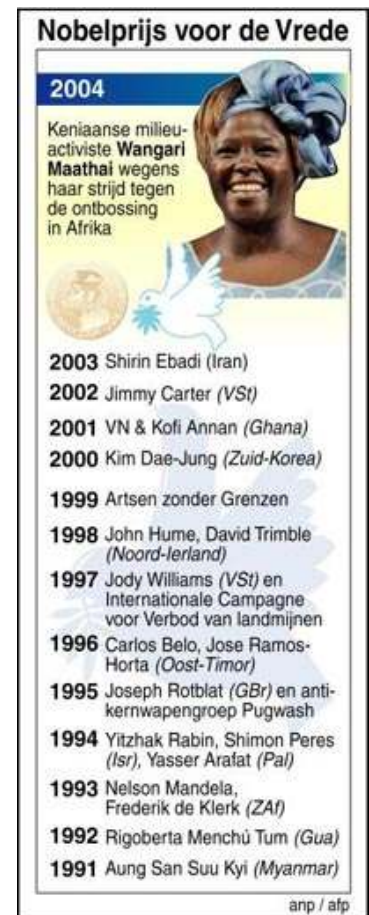 Nobelprijs voor de Vrede
2004
Keniaanse milieu-
activiste Wangari
Maathai wegens
haar strijd tegen
de ontbossing
in Afrika
2003 Shirin Ebadi (Iran)
2002 Jimmy Carter (VSt)
2001 VN & Kofi Annan (Ghana)
2000 Kim Dae-Jung (Zuid-Korea)
1999 Artsen zonder Grenzen
1998 John Hume, David Trimble
(Noord-Ierland)
1997 Jody Williams (VSt) en
Internationale Campagne
voor Verbod van landmijnen
1996 Carlos Belo, Jose Ramos-
Horta (Oost-Timor)
1995 Joseph Rotblat (GBr) en anti-
kernwapengroep Pugwash
1994 Yitzhak Rabin, Shimon Peres
(Isr), Yasser Arafat (Pal)
1993 Nelson Mandela,
Frederik de Klerk (ZAf)
1992 Rigoberta Menchú Tum (Gua)
1991 Aung San Suu Kyi (Myanmar)
anp / afp